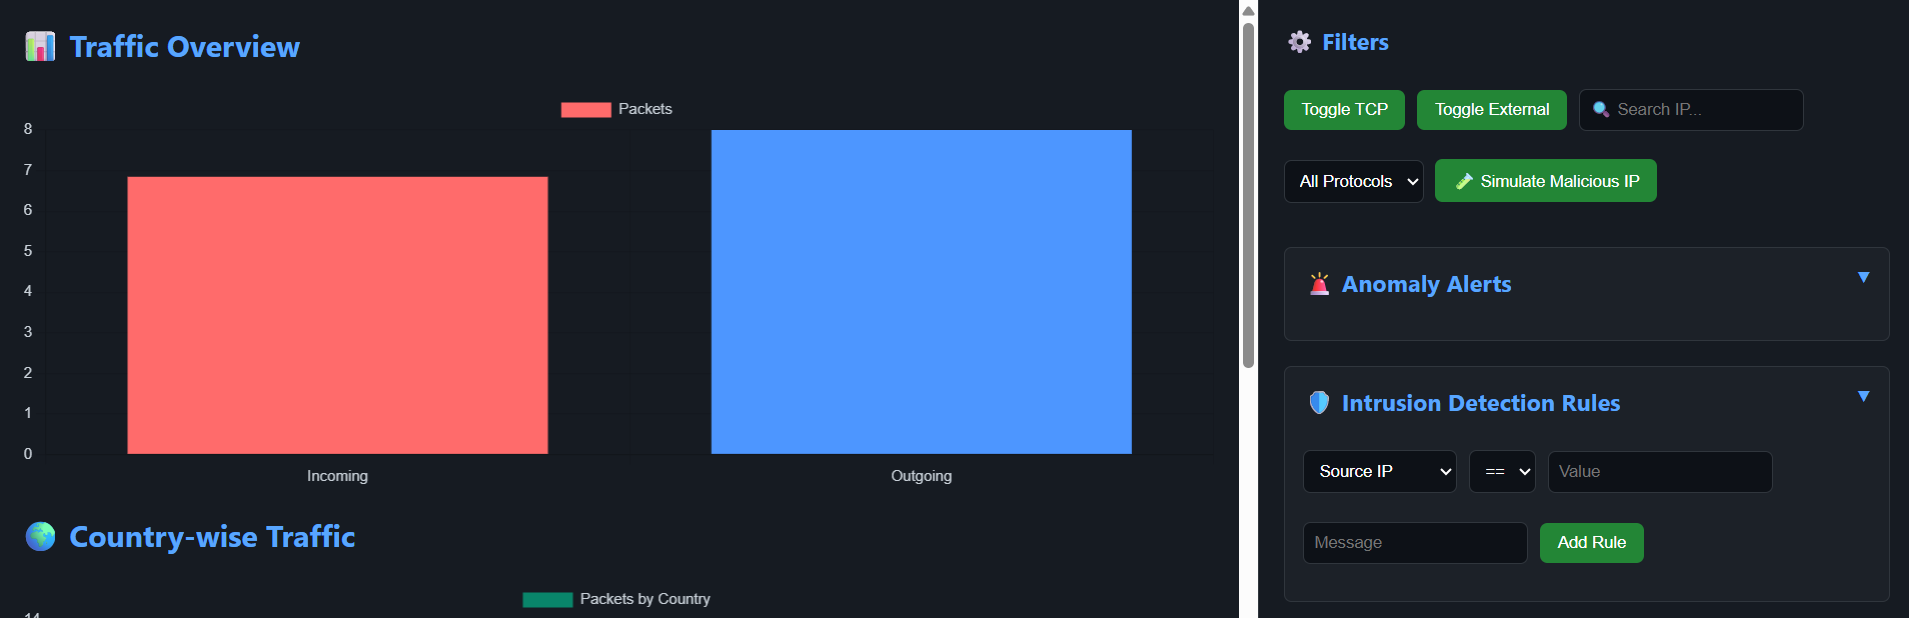 Traffic Overview
Packets
8
7
6
5
4
3
2
1
0
Incoming Outgoing
Country-wise Traffic
Packets by Country
14
Filters
Toggle TCP Toggle External Search IP...
All Protocols Simulate Malicious IP
Anomaly Alerts
Intrusion Detection Rules
Source IP == Value
Message Add Rule